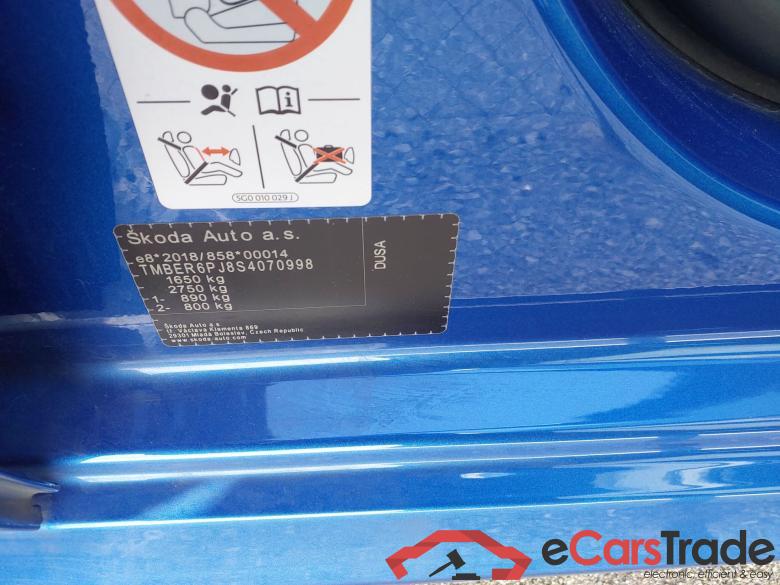 5G0 010 029 J
Škoda Auto a.s.
e8*2018/858*00014
TMBER6PJ8S4070998
1650 kg
2750 kg
1- 890 kg
2- 800 kg
DUSA
Škoda Auto a.s.
tř. Václava Klementa 869
29301 Mladá Boleslav, Czech Republic
www.skoda-auto.com
eCarsTrade
electronic, efficient & easy